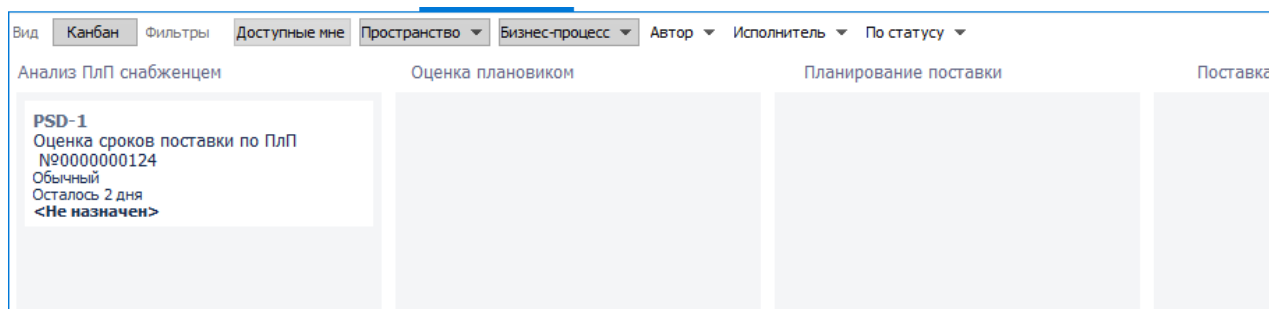 Вид Канбан Фильтры Доступные мне Пространство Бизнес-процесс Автор Исполнитель По статусу
Анализ ПлП снабженцем Оценка плановиком Планирование поставки Поставка
PSD-1
Оценка сроков поставки по ПлП
№0000000124
Обычный
Осталось 2 дня
<Не назначен>